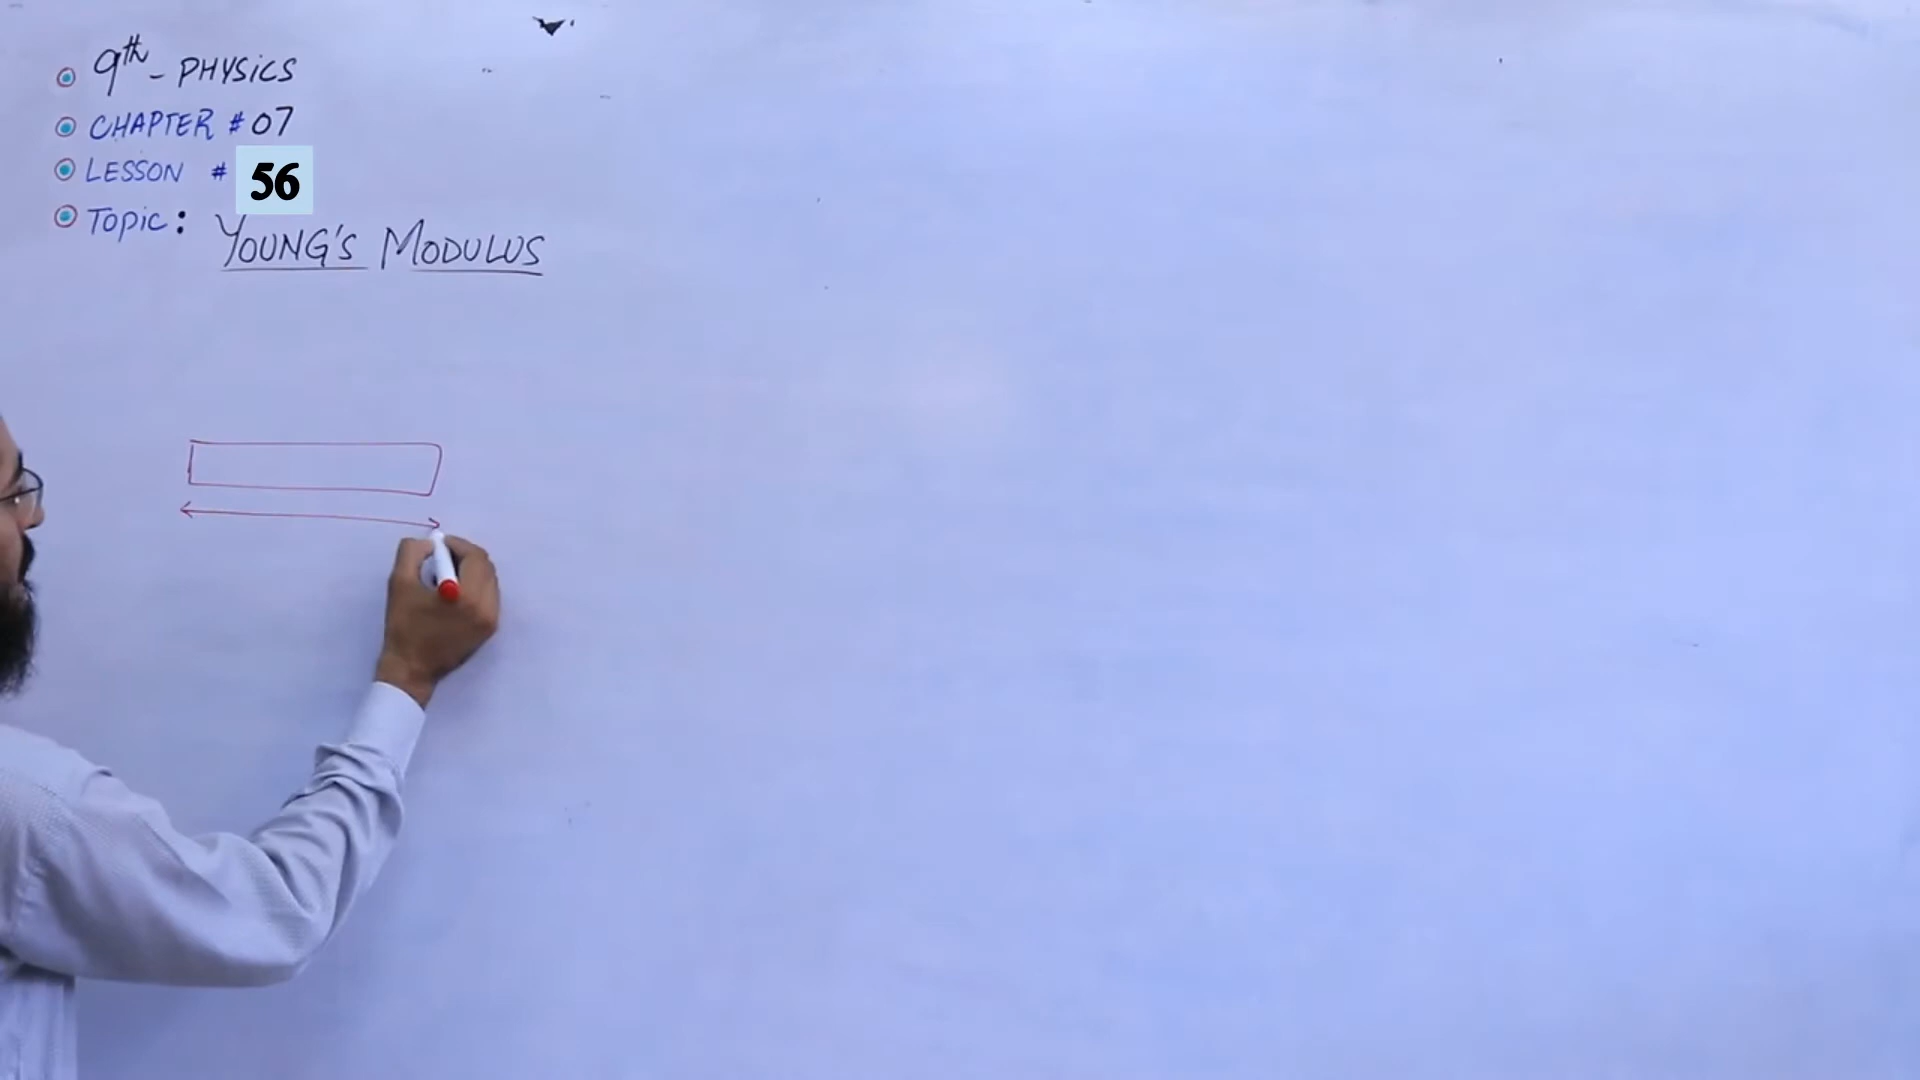 9th - PHYSICS
CHAPTER # 07
LESSON # 56
Topic: YOUNG'S MODULUS